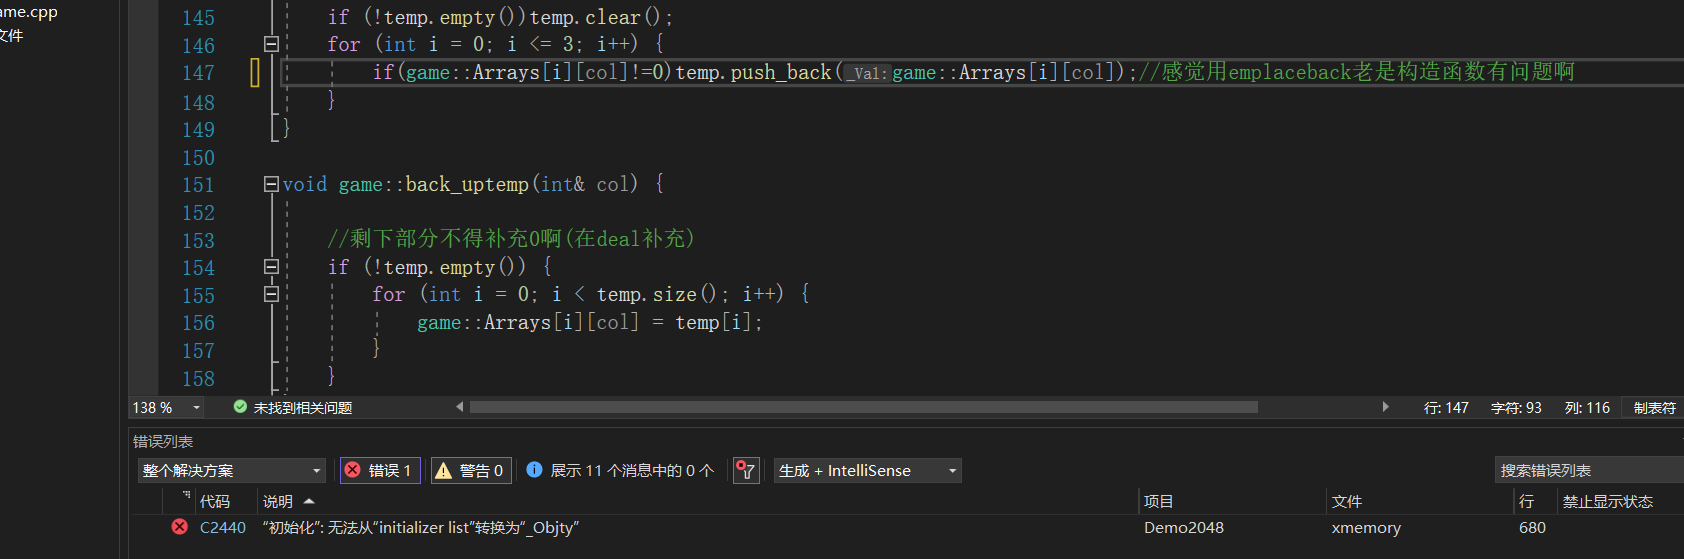 ame.cpp
文件
145 if (!temp.empty())temp.clear();
146 for (int i = 0; i <= 3; i++) {
147 if(game::Arrays[i][col]!=0)temp.push_back(_Val:game::Arrays[i][col]);//感觉用emplaceback老是构造函数有问题啊
148 }
149 }
150
151 void game::back_uptemp(int& col) {
152
153 //剩下部分不得补充0啊(在deal补充)
154 if (!temp.empty()) {
155 for (int i = 0; i < temp.size(); i++) {
156 game::Arrays[i][col] = temp[i];
157 }
158 }
138 % 未找到相关问题 行: 147 字符: 93 列: 116 制表符
错误列表
整个解决方案 错误 1 警告 0 展示 11 个消息中的 0 个 生成 + IntelliSense 搜索错误列表
代码 说明 项目 文件 行 禁止显示状态
C2440 “初始化”: 无法从“initializer list”转换为“_Objty” Demo2048 xmemory 680